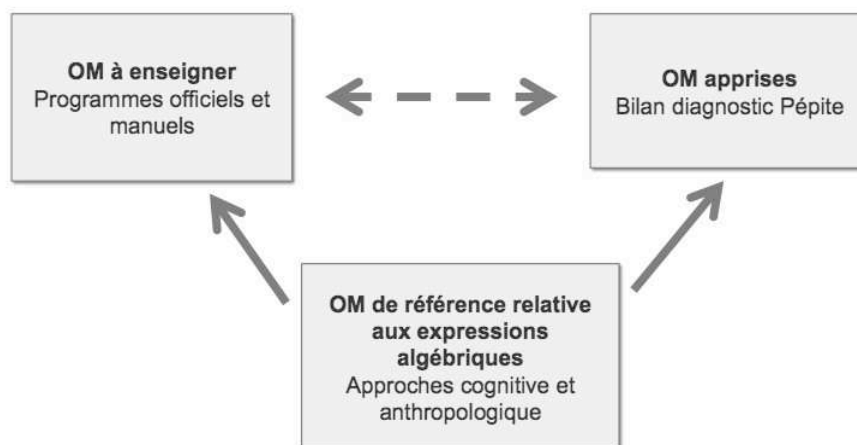 OM à enseigner
Programmes officiels et
manuels
OM apprises
Bilan diagnostic Pépite
OM de référence relative
aux expressions
algébriques
Approches cognitive et
anthropologique